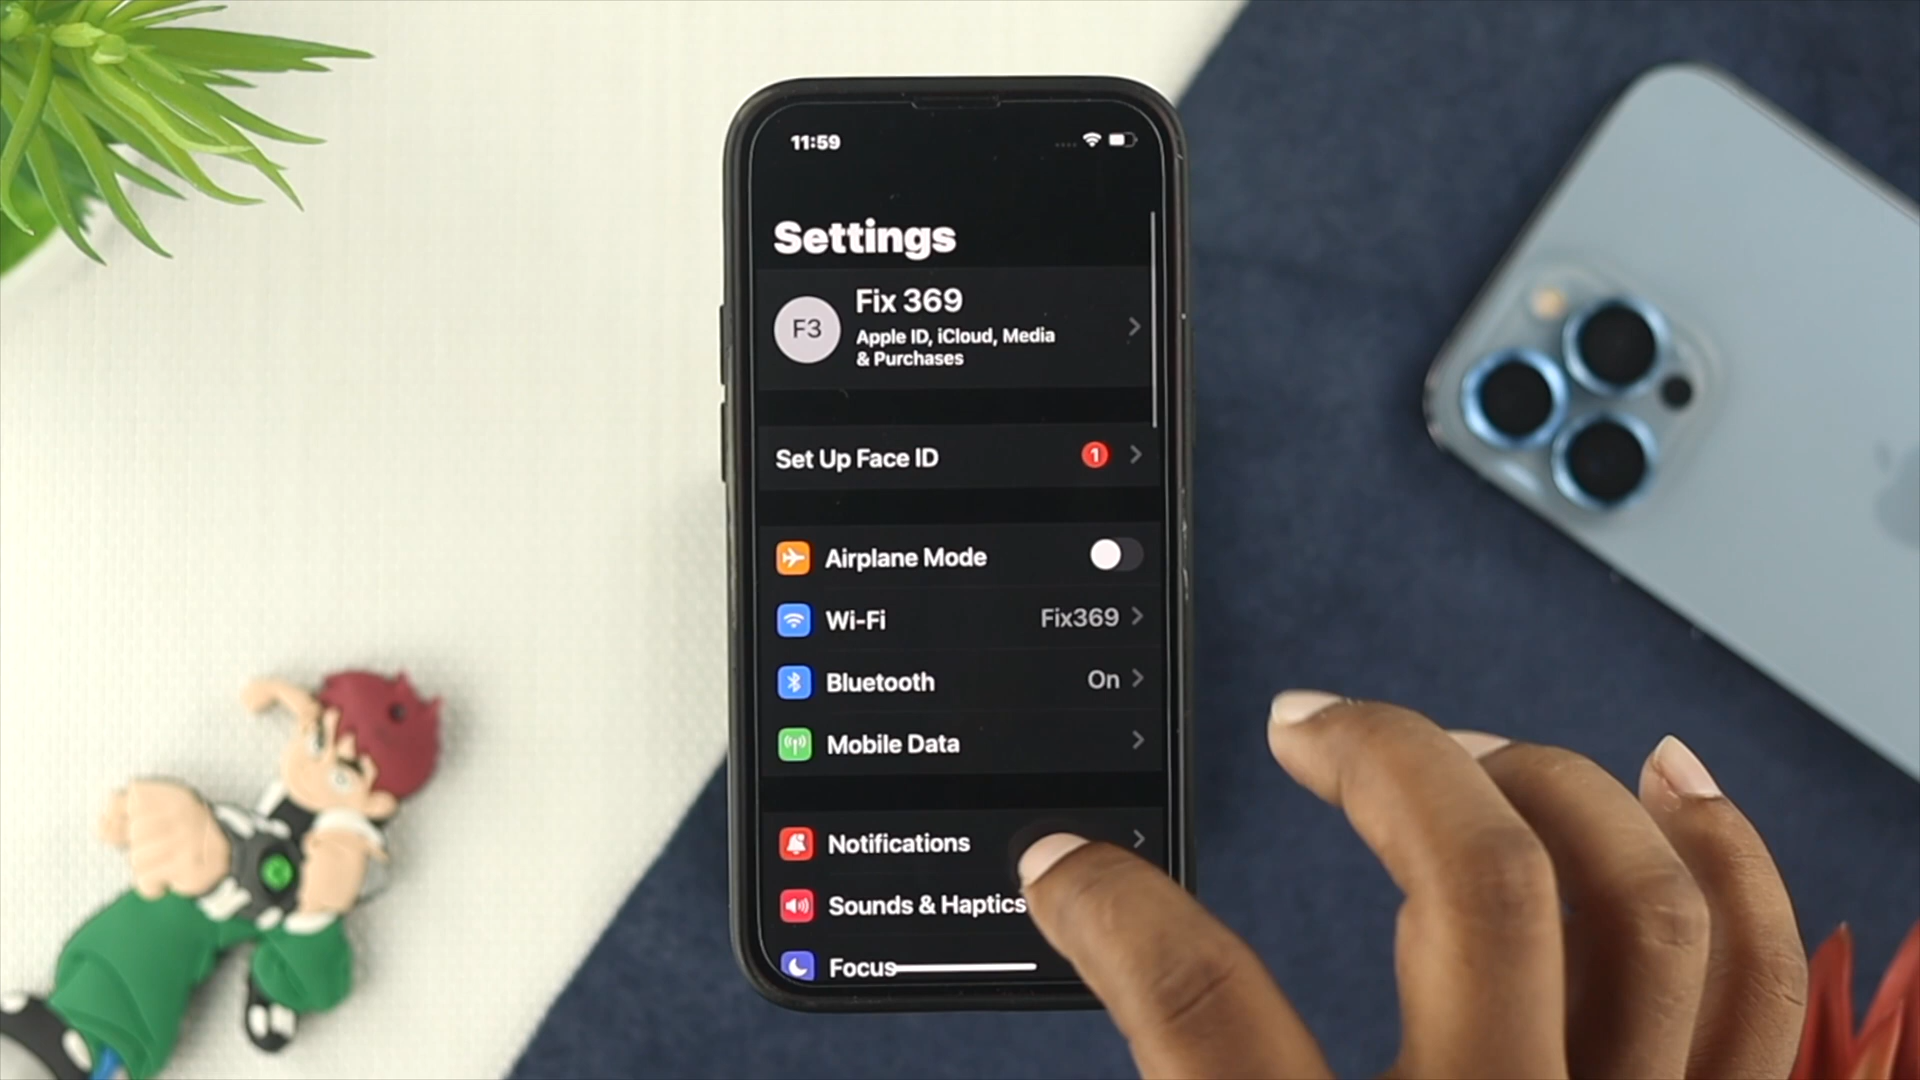 11:59
Settings
F3
Fix 369
Apple ID, iCloud, Media
& Purchases
Set Up Face ID 1
Airplane Mode
Wi-Fi Fix369
Bluetooth On
Mobile Data
Notifications
Sounds & Haptics
Focus